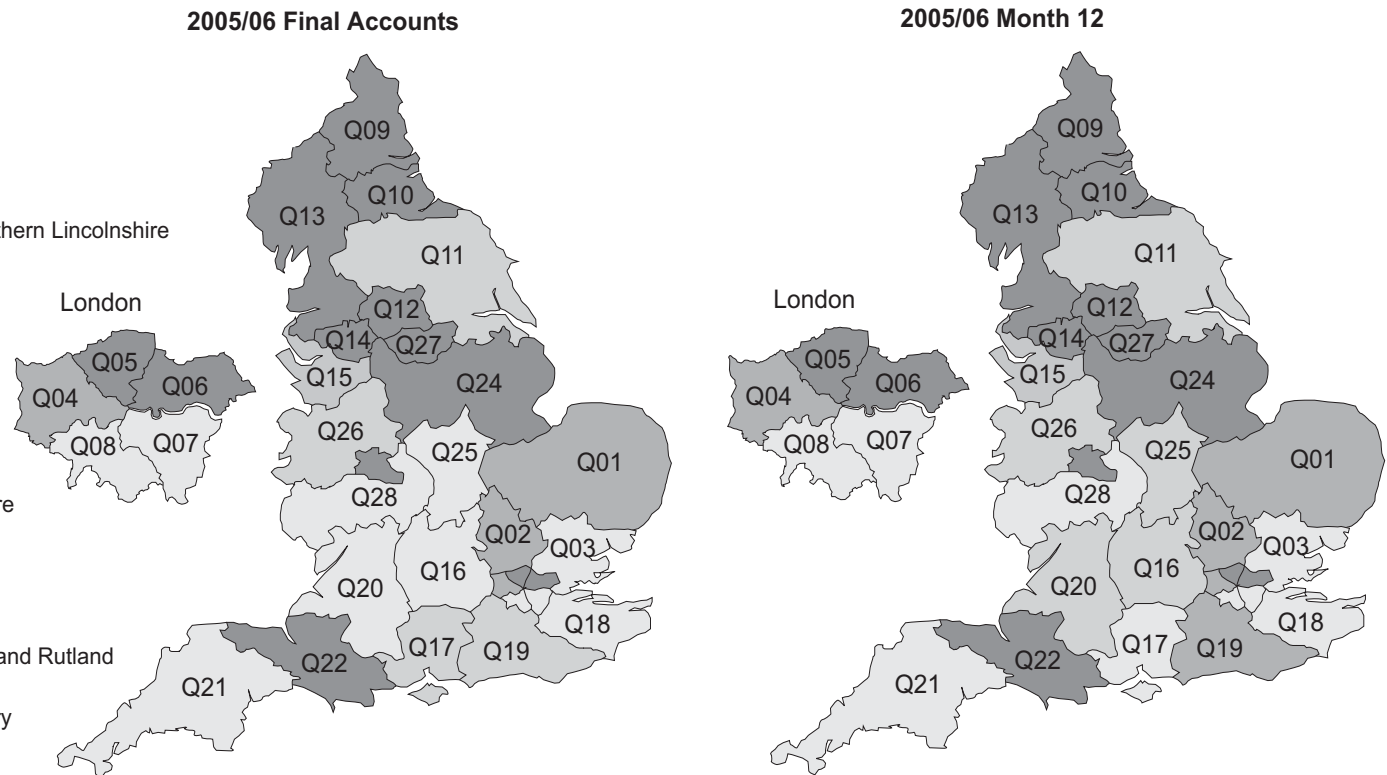 2005/06 Final Accounts
Q09
Q10
Q13
thern Lincolnshire
Q11
London
Q12
Q14
Q27
Q05
Q15
Q06
Q24
Q04
Q26
Q08
Q07
Q25
Q01
Q28
re
Q02
Q03
Q16
Q20
Q18
Q17
Q19
and Rutland
Q22
Q21
ry
2005/06 Month 12
Q09
Q10
Q13
Q11
London
Q12
Q14
Q27
Q05
Q15
Q06
Q24
Q04
Q26
Q08
Q07
Q25
Q01
Q28
Q02
Q03
Q16
Q20
Q18
Q17
Q19
Q22
Q21